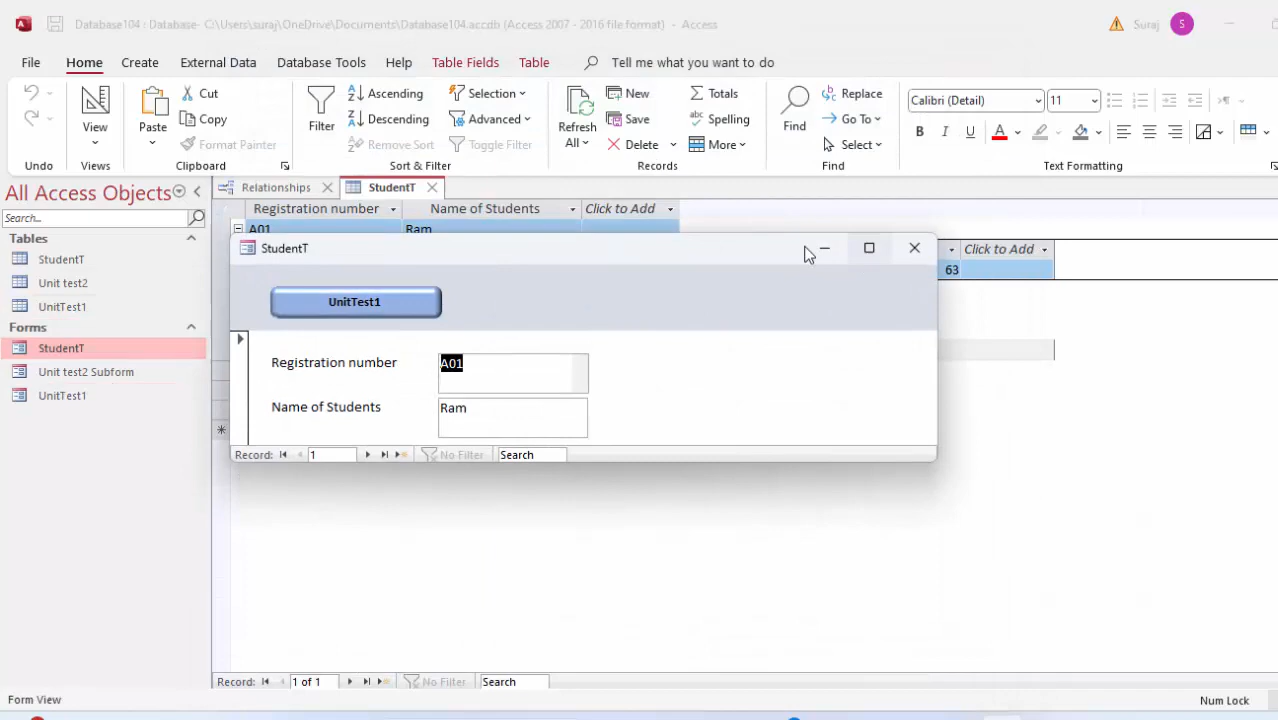 Database104 : Database- C:\Users\suraj\OneDrive\Documents\Database104.accdb (Access 2007 - 2016 file format) - Access
Suraj S
File Home Create External Data Database Tools Help Table Fields Table Tell me what you want to do
Undo
View
Views
Paste
Cut
Copy
Format Painter
Clipboard
Filter
Ascending
Descending
Remove Sort
Selection
Advanced
Toggle Filter
Sort & Filter
Refresh
All
New
Save
Delete
Totals
Spelling
More
Records
Find
Replace
Go To
Select
Find
Calibri (Detail) 11
B I U A
Text Formatting
All Access Objects
Search...
Tables
StudentT
Unit test2
UnitTest1
Forms
StudentT
Unit test2 Subform
UnitTest1
Relationships StudentT
Registration number Name of Students Click to Add
A01 Ram
Click to Add
63
StudentT
UnitTest1
Registration number A01
Name of Students Ram
Record: 1 No Filter Search
Record: 1 of 1 No Filter Search
Form View Num Lock